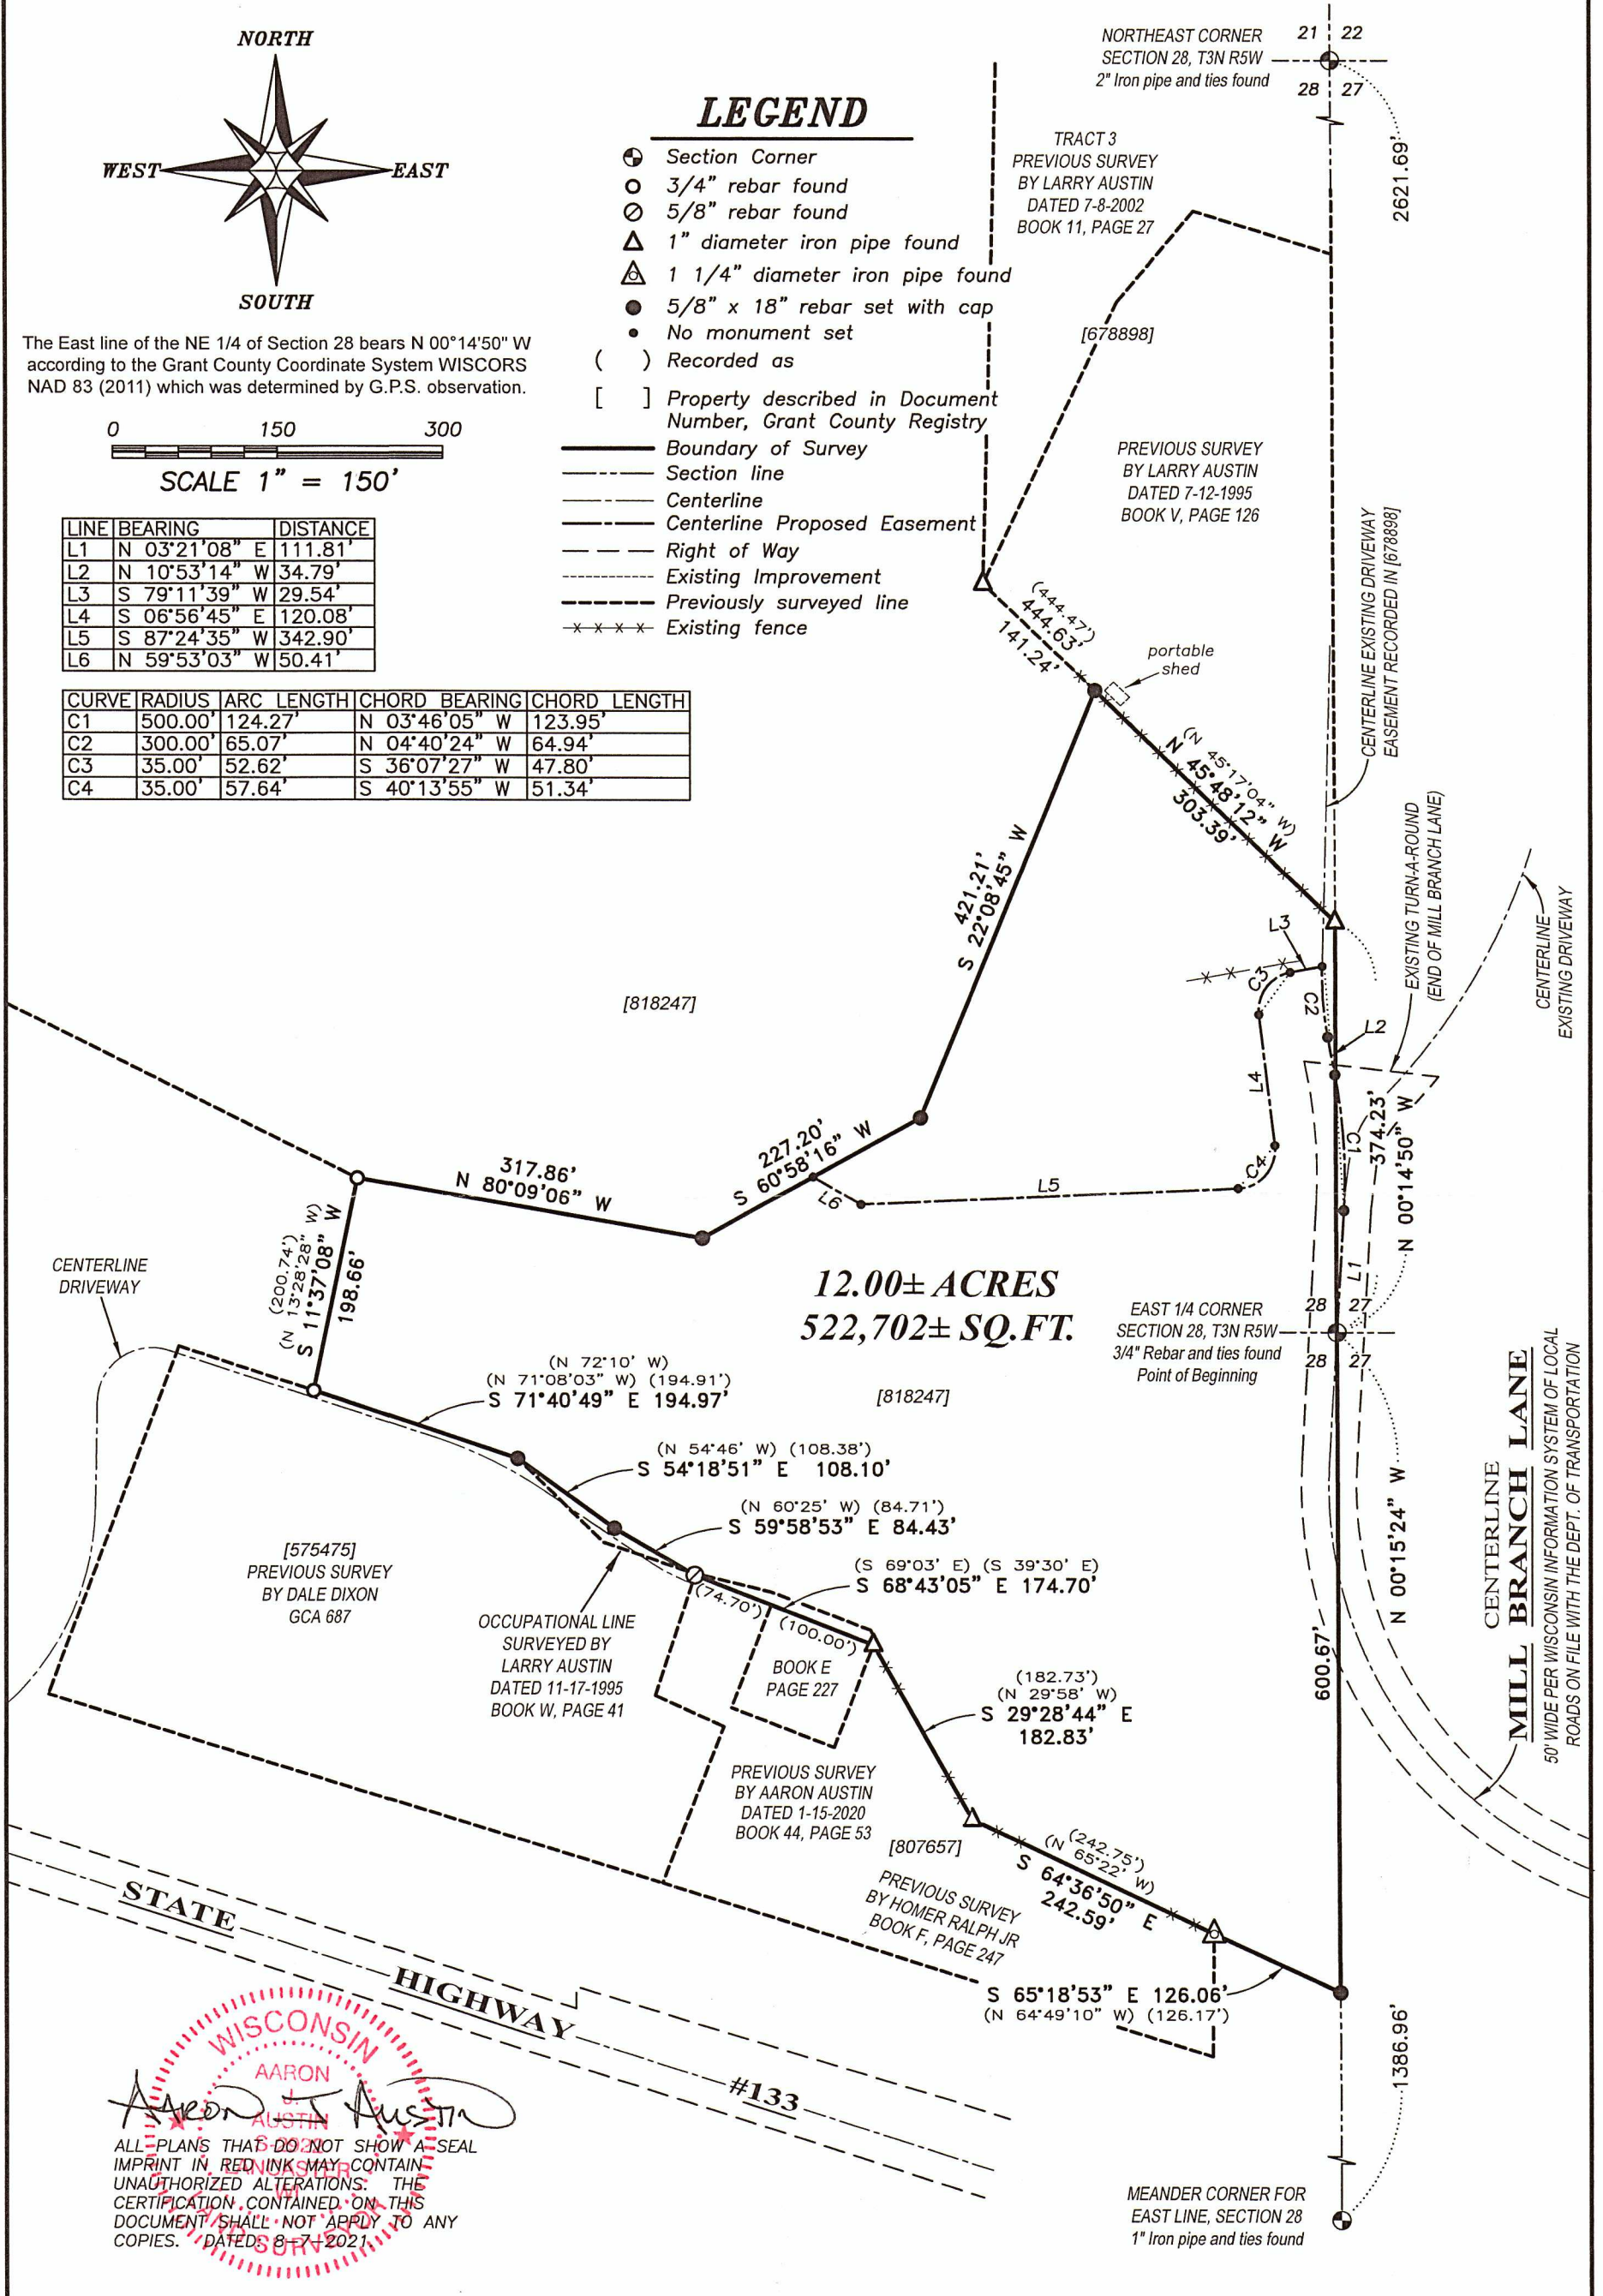 NORTH
WEST
EAST
SOUTH
The East line of the NE 1/4 of Section 28 bears N 00°14'50" W
according to the Grant County Coordinate System WISCORS
NAD 83 (2011) which was determined by G.P.S. observation.
0 150 300
SCALE 1" = 150'
LINE BEARING DISTANCE
L1 N 03°21'08" E 111.81'
L2 N 10°53'14" W 34.79'
L3 S 79°11'39" W 29.54'
L4 S 06°56'45" E 120.08'
L5 S 87°24'35" W 342.90'
L6 N 59°53'03" W 50.41'
CURVE RADIUS ARC LENGTH CHORD BEARING CHORD LENGTH
C1 500.00' 124.27' N 03°46'05" W 123.95'
C2 300.00' 65.07' N 04°40'24" W 64.94'
C3 35.00' 52.62' S 36°07'27" W 47.80'
C4 35.00' 57.64' S 40°13'55" W 51.34'
LEGEND
Section Corner
3/4" rebar found
5/8" rebar found
1" diameter iron pipe found
1 1/4" diameter iron pipe found
5/8" x 18" rebar set with cap
No monument set
( ) Recorded as
[ ] Property described in Document
Number, Grant County Registry
Boundary of Survey
Section line
Centerline
Centerline Proposed Easement
Right of Way
Existing Improvement
Previously surveyed line
Existing fence
NORTHEAST CORNER
SECTION 28, T3N R5W
2" Iron pipe and ties found
21 22
28 27
2621.69'
TRACT 3
PREVIOUS SURVEY
BY LARRY AUSTIN
DATED 7-8-2002
BOOK 11, PAGE 27
[678898]
PREVIOUS SURVEY
BY LARRY AUSTIN
DATED 7-12-1995
BOOK V, PAGE 126
CENTERLINE EXISTING DRIVEWAY
EASEMENT RECORDED IN [678898]
(444.47')
444.63'
141.24'
portable
shed
(N 45°17'04" W)
N 45°48'12" W
303.39'
EXISTING TURN-A-ROUND
(END OF MILL BRANCH LANE)
CENTERLINE
EXISTING DRIVEWAY
421.21'
S 22°08'45" W
L3
C3
C2
L2
L4
C4
C1
374.23'
N 00°14'50" W
L1
[818247]
227.20'
S 60°58'16" W
L6
L5
317.86'
N 80°09'06" W
(200.74')
(N 13°28'28" W)
S 11°37'08" W
198.66'
CENTERLINE
DRIVEWAY
12.00± ACRES
522,702± SQ.FT.
EAST 1/4 CORNER
SECTION 28, T3N R5W
3/4" Rebar and ties found
Point of Beginning
28 27
28 27
[818247]
(N 72°10' W)
(N 71°08'03" W) (194.91')
S 71°40'49" E 194.97'
(N 54°46' W) (108.38')
S 54°18'51" E 108.10'
(N 60°25' W) (84.71')
S 59°58'53" E 84.43'
(S 69°03' E) (S 39°30' E)
S 68°43'05" E 174.70'
(74.70')
(100.00')
[575475]
PREVIOUS SURVEY
BY DALE DIXON
GCA 687
OCCUPATIONAL LINE
SURVEYED BY
LARRY AUSTIN
DATED 11-17-1995
BOOK W, PAGE 41
BOOK E
PAGE 227
(182.73')
(N 29°58' W)
S 29°28'44" E
182.83'
PREVIOUS SURVEY
BY AARON AUSTIN
DATED 1-15-2020
BOOK 44, PAGE 53
[807657]
PREVIOUS SURVEY
BY HOMER RALPH JR
BOOK F, PAGE 247
(242.75')
(N 65°22' W)
S 64°36'50" E
242.59'
S 65°18'53" E 126.06'
(N 64°49'10" W) (126.17')
N 00°15'24" W
600.67'
CENTERLINE
MILL BRANCH LANE
50' WIDE PER WISCONSIN INFORMATION SYSTEM OF LOCAL
ROADS ON FILE WITH THE DEPT. OF TRANSPORTATION
STATE HIGHWAY #133
1386.96'
MEANDER CORNER FOR
EAST LINE, SECTION 28
1" Iron pipe and ties found
WISCONSIN
AARON
J.
AUSTIN
LANCASTER
WI
LAND SURVEYOR
Aaron J Austin
ALL PLANS THAT DO NOT SHOW A SEAL
IMPRINT IN RED INK MAY CONTAIN
UNAUTHORIZED ALTERATIONS. THE
CERTIFICATION CONTAINED ON THIS
DOCUMENT SHALL NOT APPLY TO ANY
COPIES. DATED: 8-7-2021.